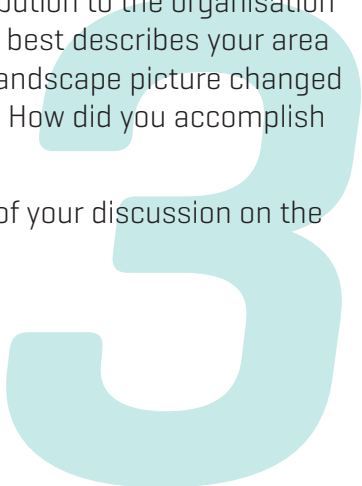 bution to the organisation
best describes your area
andscape picture changed
How did you accomplish
of your discussion on the
3